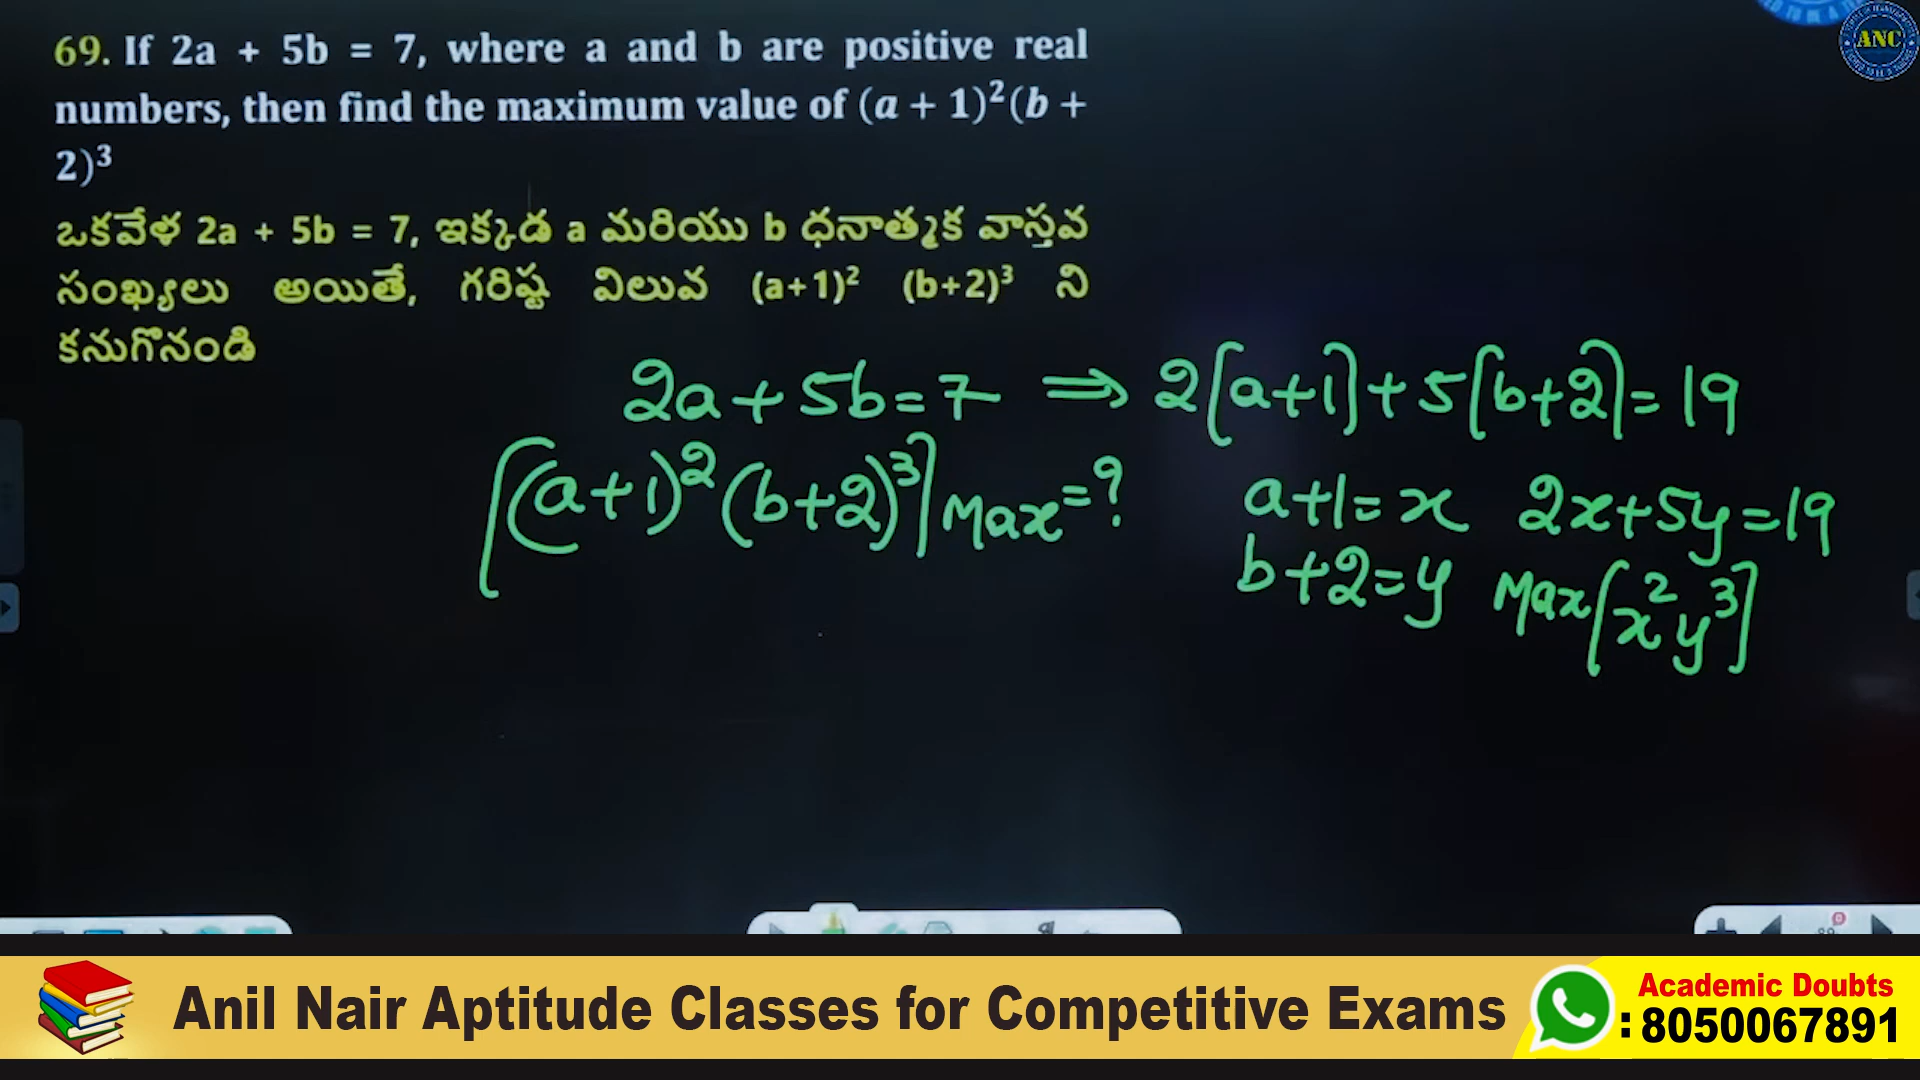 69. If 2a + 5b = 7, where a and b are positive real
numbers, then find the maximum value of (a + 1)²(b +
2)³
ఒకవేళ 2a + 5b = 7, ఇక్కడ a మరియు b ధనాత్మక వాస్తవ
సంఖ్యలు అయితే, గరిష్ట విలువ (a+1)² (b+2)³ ని
కనుగొనండి
2a + 5b = 7 ⇒ 2[a+1] + 5[b+2] = 19
[(a+1)² (b+2)³] Max = ?
a+1 = x 2x+5y = 19
b+2 = y Max[x² y³]
ANC
Anil Nair Aptitude Classes for Competitive Exams
Academic Doubts
: 8050067891